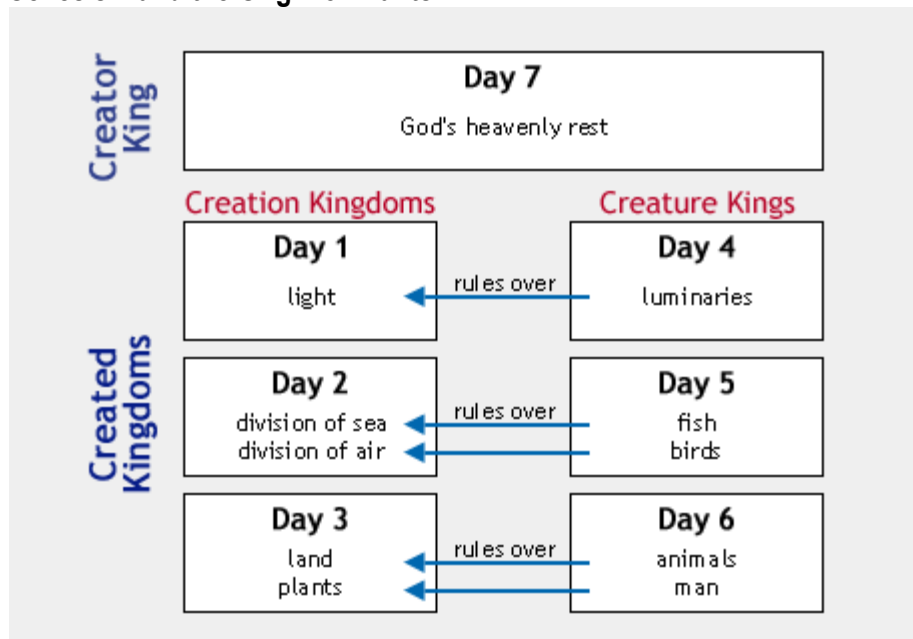 Creator King
Day 7
God's heavenly rest
Creation Kingdoms
Creature Kings
Created Kingdoms
Day 1
light
rules over
Day 4
luminaries
Day 2
division of sea
division of air
rules over
Day 5
fish
birds
Day 3
land
plants
rules over
Day 6
animals
man